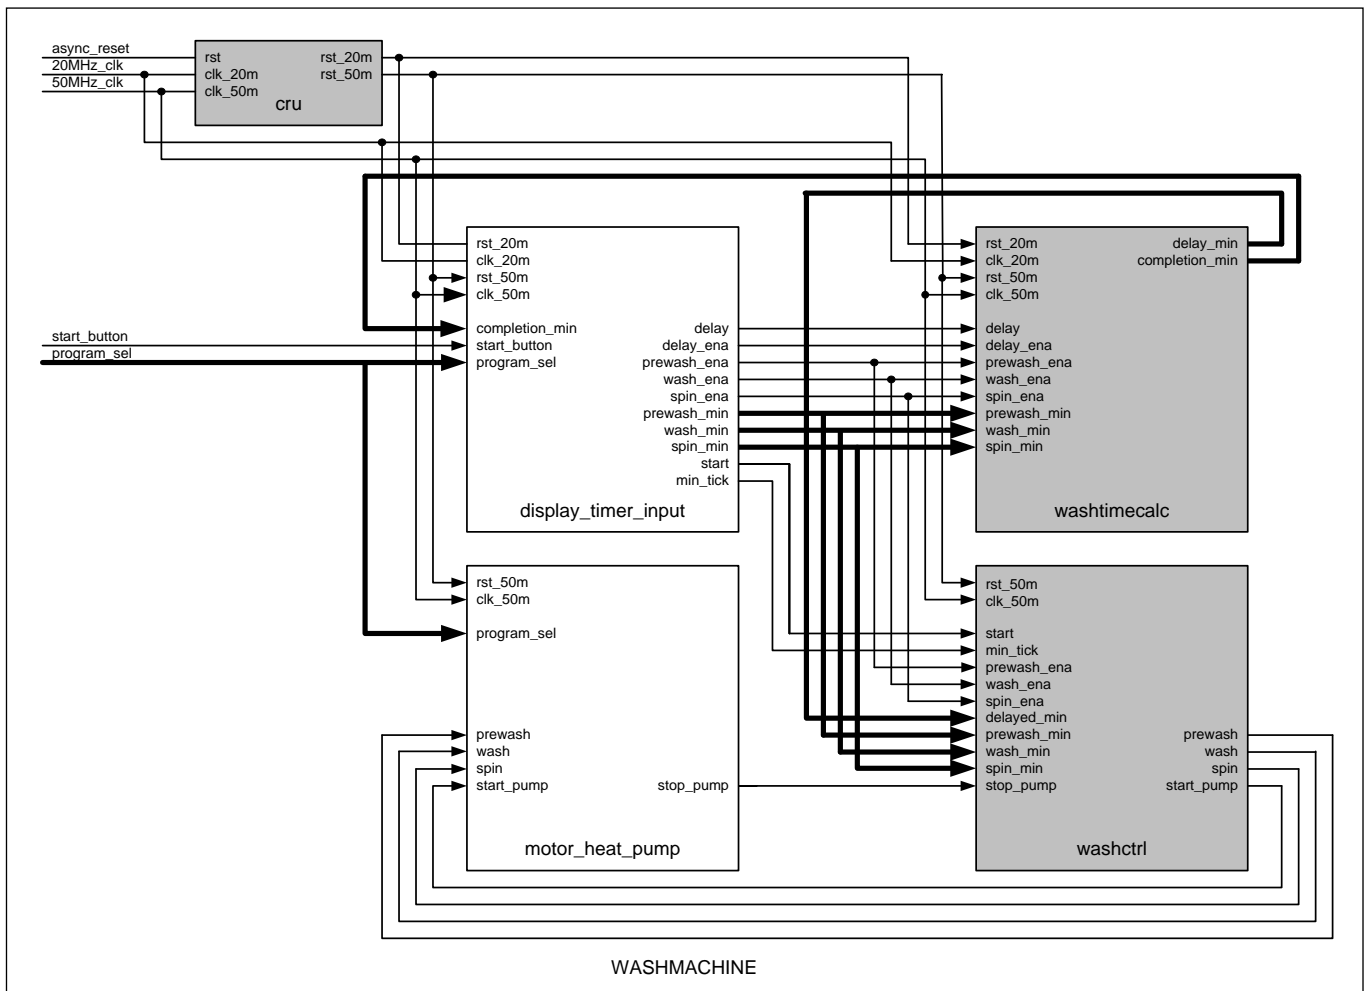 async_reset
20MHz_clk
50MHz_clk
rst rst_20m
clk_20m rst_50m
clk_50m
cru
start_button
program_sel
rst_20m
clk_20m
rst_50m
clk_50m
completion_min delay
start_button delay_ena
program_sel prewash_ena
wash_ena
spin_ena
prewash_min
wash_min
spin_min
start
min_tick
display_timer_input
rst_20m delay_min
clk_20m completion_min
rst_50m
clk_50m
delay
delay_ena
prewash_ena
wash_ena
spin_ena
prewash_min
wash_min
spin_min
washtimecalc
rst_50m
clk_50m
program_sel
prewash
wash
spin
start_pump stop_pump
motor_heat_pump
rst_50m
clk_50m
start
min_tick
prewash_ena
wash_ena
spin_ena
delayed_min
prewash_min prewash
wash_min wash
spin_min spin
stop_pump start_pump
washctrl
WASHMACHINE